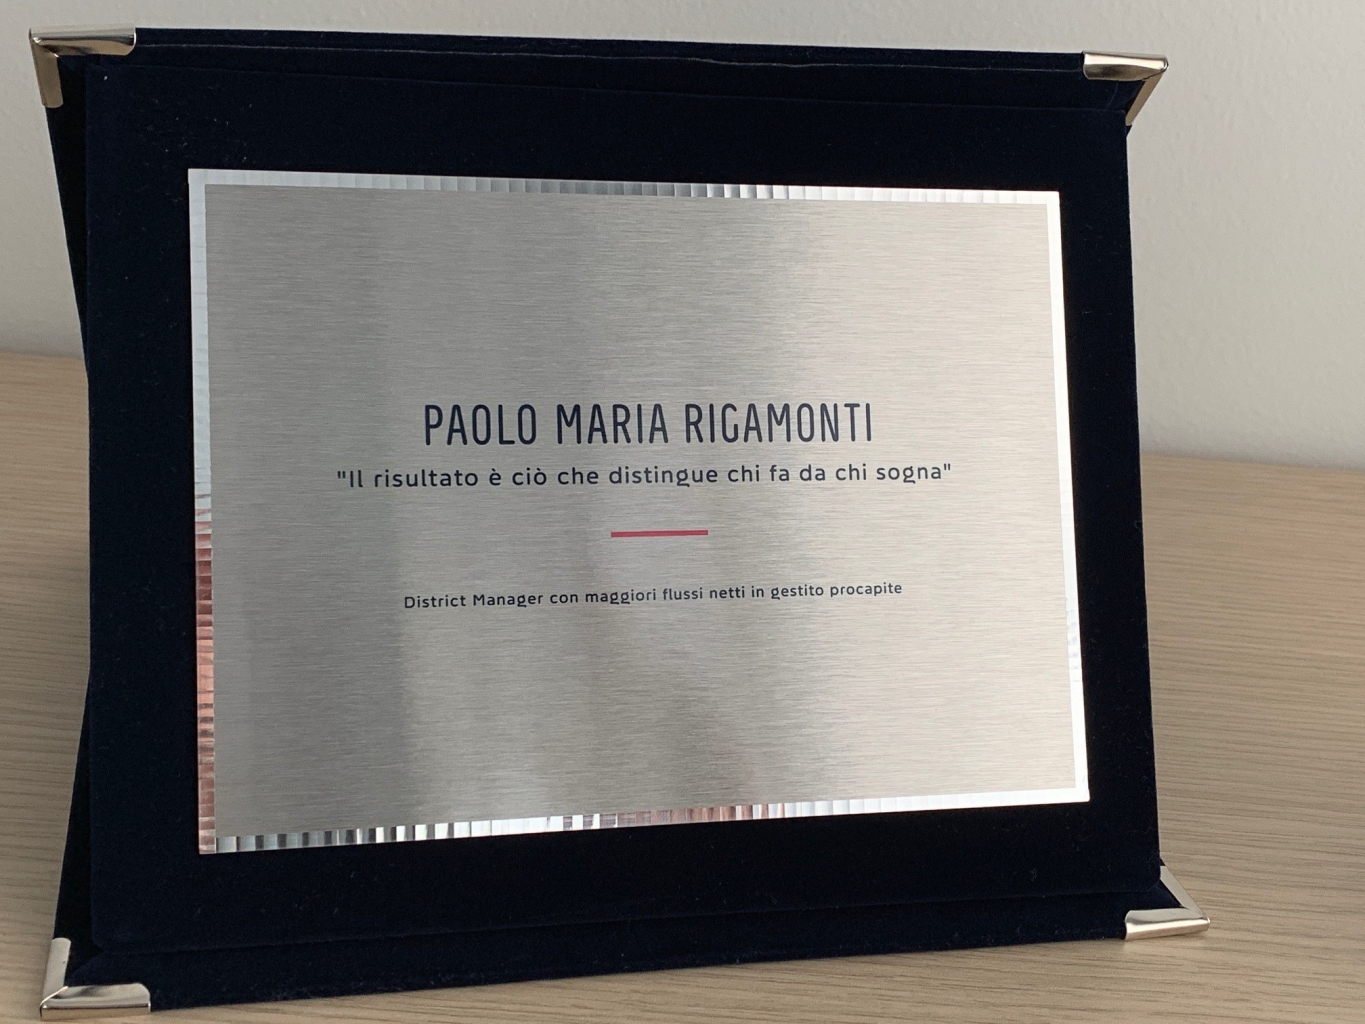 PAOLO MARIA RIGAMONTI
"Il risultato è ciò che distingue chi fa da chi sogna"
District Manager con maggiori flussi netti in gestito procapite